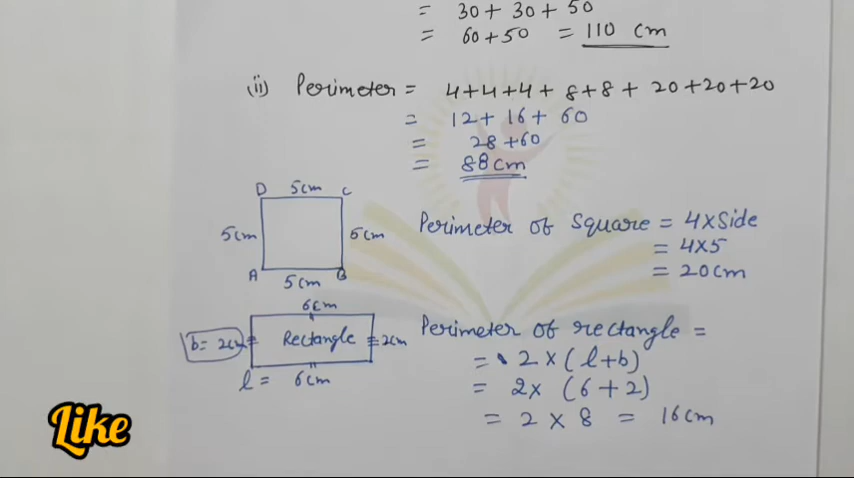 = 30 + 30 + 50
= 60 + 50 = 110 cm
(ii) Perimeter = 4+4+4+ 8+8 + 20+20+20
= 12 + 16 + 60
= 28 + 60
= 88 cm
D 5cm C
5cm 5cm
A 5cm B
Perimeter of Square = 4×Side
= 4×5
= 20cm
6cm
b= 2cm Rectangle 2cm
l = 6cm
Perimeter of rectangle =
= 2 × (l+b)
= 2× (6+2)
= 2 × 8 = 16cm
Like